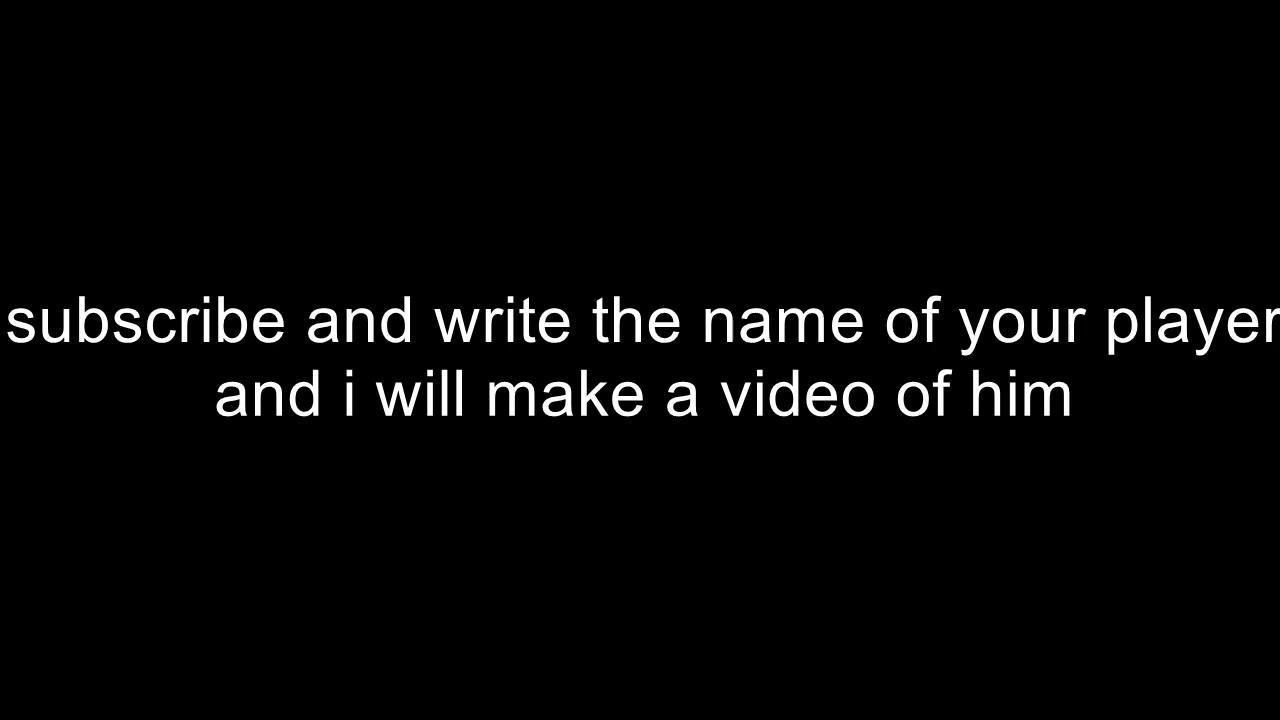 subscribe and write the name of your player
and i will make a video of him